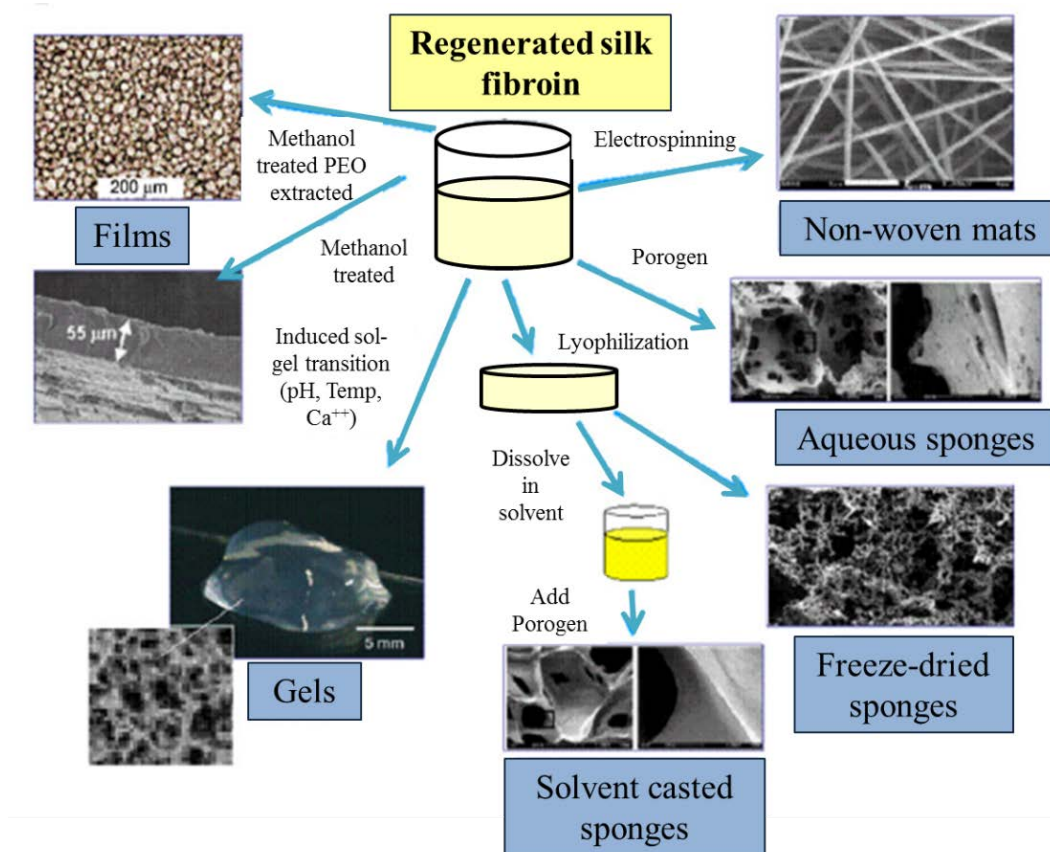 Regenerated silk
fibroin
Methanol
treated PEO
extracted
200 μm
Films
Methanol
treated
55 μm
Electrospinning
Non-woven mats
Porogen
Aqueous sponges
Induced sol-
gel transition
(pH, Temp,
Ca⁺⁺)
5 mm
Gels
Lyophilization
Dissolve
in
solvent
Add
Porogen
Freeze-dried
sponges
Solvent casted
sponges